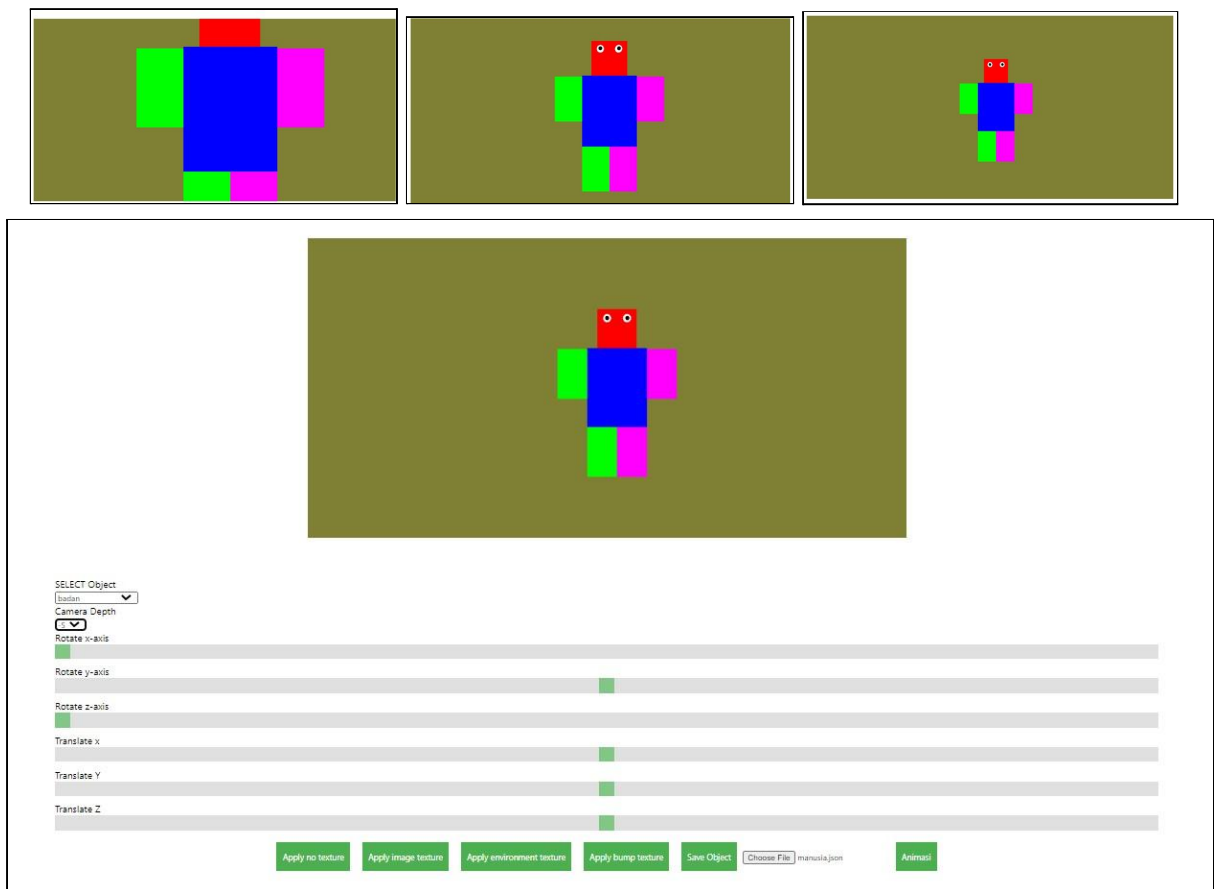 SELECT Object
badan
Camera Depth
-5
Rotate x-axis
Rotate y-axis
Rotate z-axis
Translate x
Translate Y
Translate Z
Apply no texture Apply image texture Apply environment texture Apply bump texture Save Object Choose File manusia.json Animasi